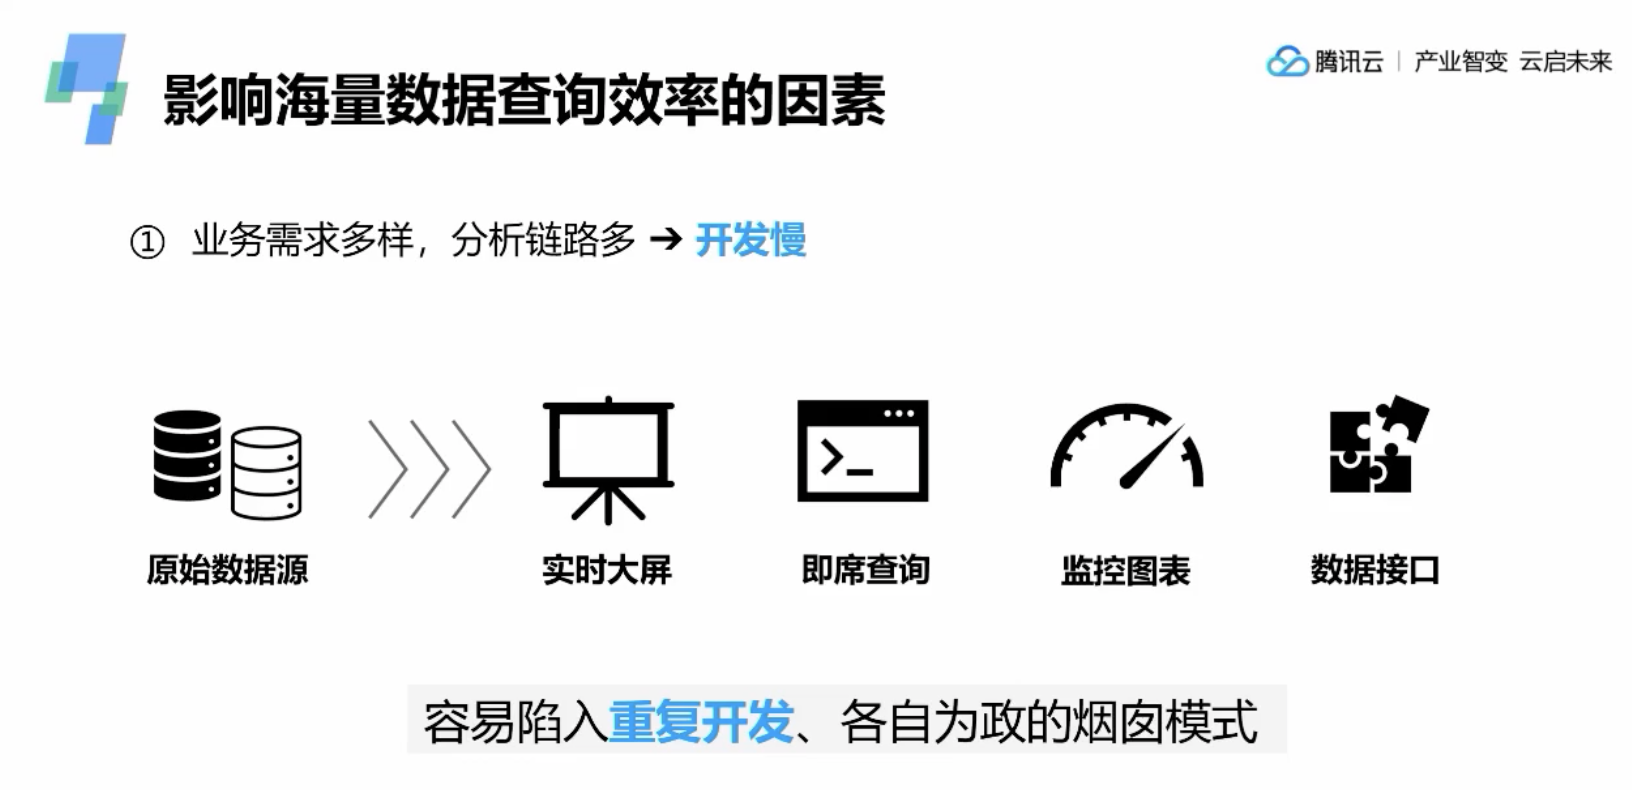 腾讯云 | 产业智变 云启未来
影响海量数据查询效率的因素
① 业务需求多样，分析链路多 → 开发慢
原始数据源
实时大屏
即席查询
监控图表
数据接口
容易陷入重复开发、各自为政的烟囱模式